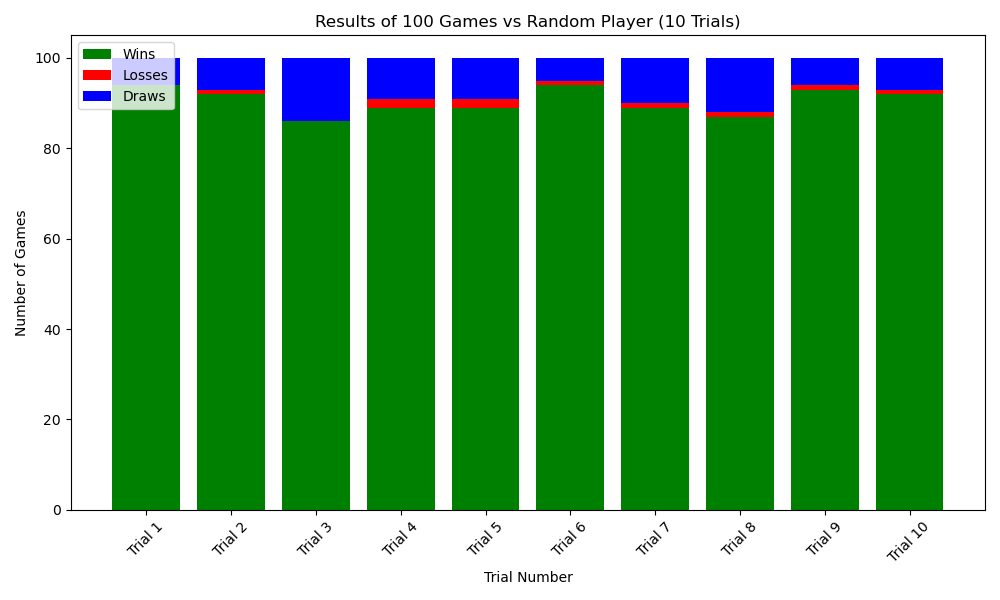 Results of 100 Games vs Random Player (10 Trials)
Wins
Losses
Draws
100
80
60
40
20
0
Number of Games
Trial 1
Trial 2
Trial 3
Trial 4
Trial 5
Trial 6
Trial 7
Trial 8
Trial 9
Trial 10
Trial Number